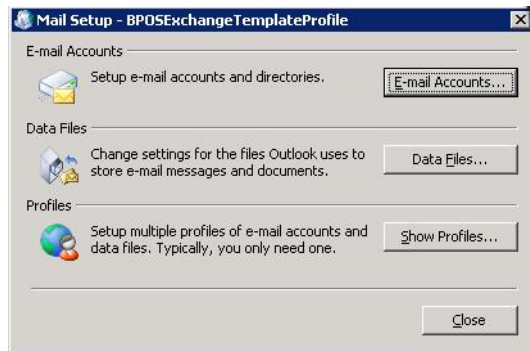 Mail Setup - BPOSExchangeTemplateProfile
E-mail Accounts
Setup e-mail accounts and directories.
E-mail Accounts...
Data Files
Change settings for the files Outlook uses to
store e-mail messages and documents.
Data Files...
Profiles
Setup multiple profiles of e-mail accounts and
data files. Typically, you only need one.
Show Profiles...
Close